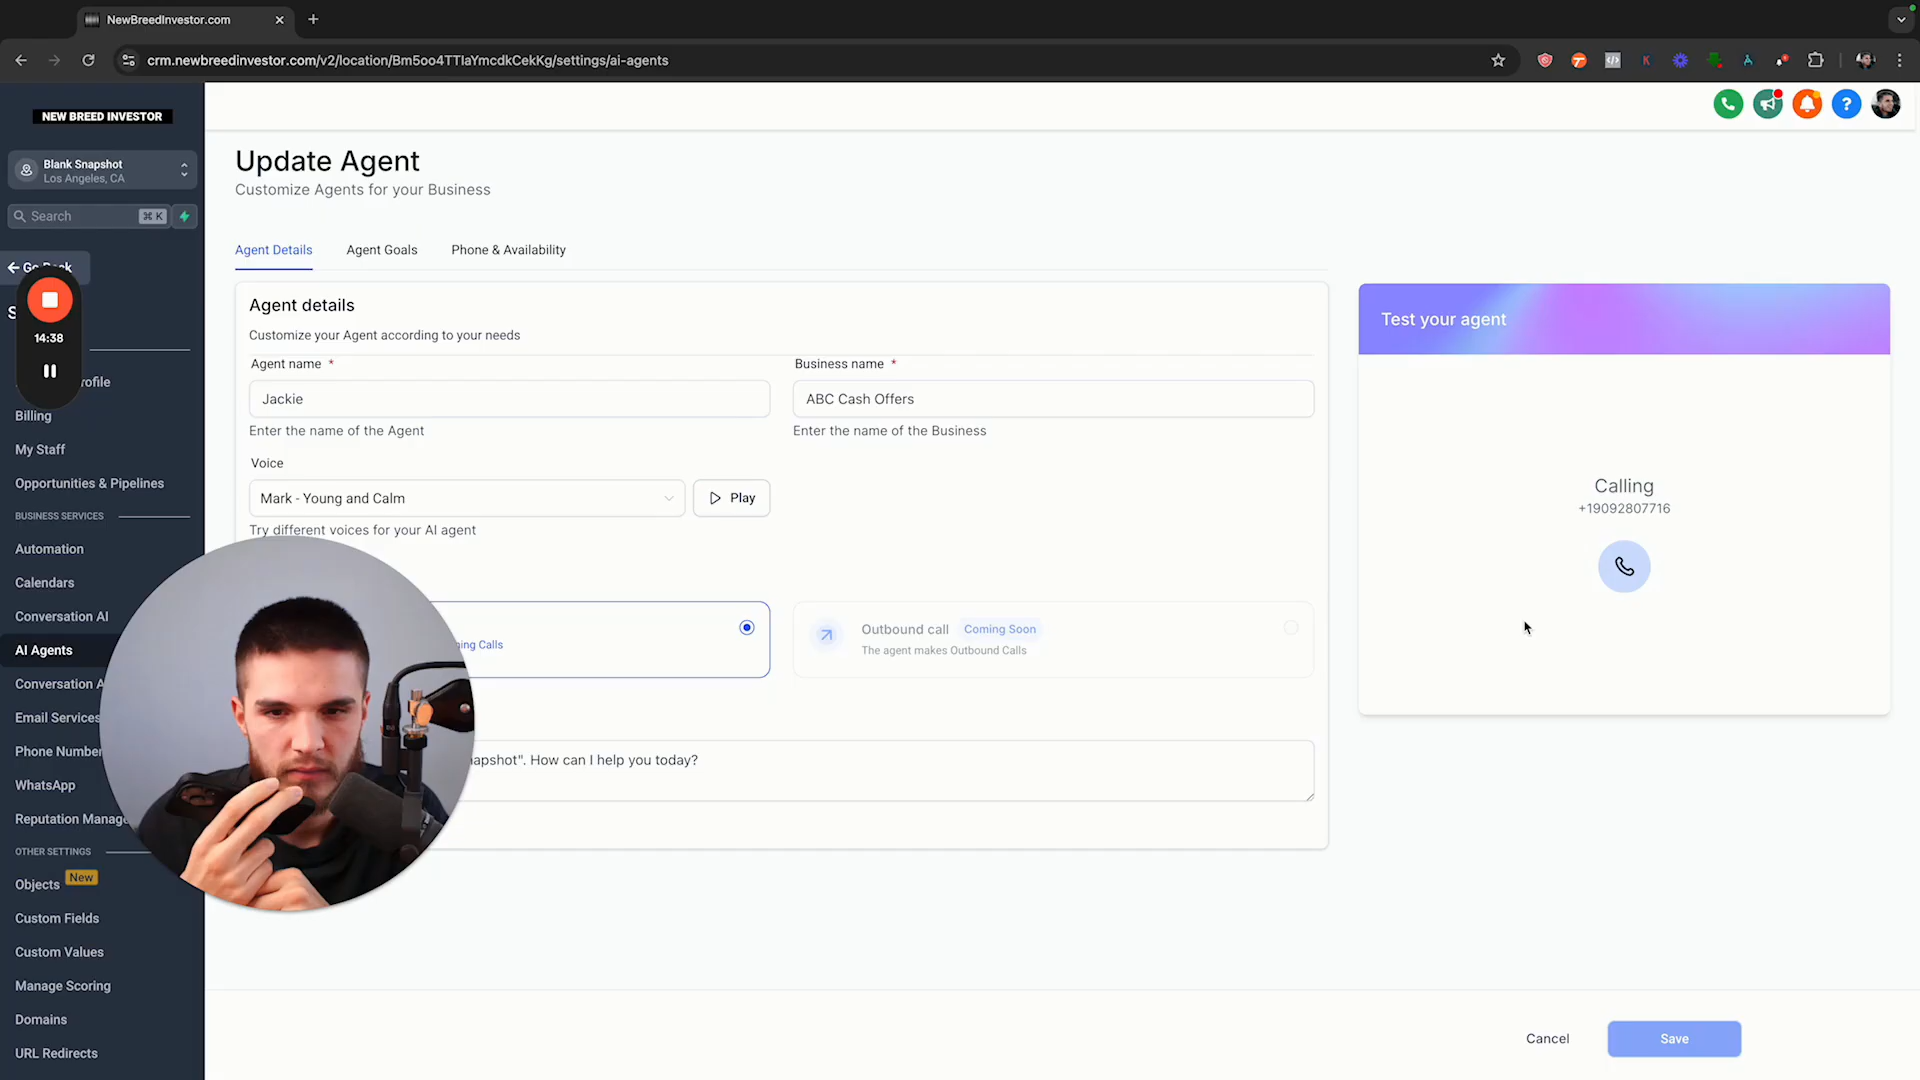 NewBreedInvestor.com
crm.newbreedinvestor.com/v2/location/Bm5oo4TTIaYmcdkCekKg/settings/ai-agents
NEW BREED INVESTOR
Blank Snapshot
Los Angeles, CA
Search ⌘ K
Go Back
14:38
rofile
Billing
My Staff
Opportunities & Pipelines
BUSINESS SERVICES
Automation
Calendars
Conversation AI
AI Agents
Conversation A
Email Services
Phone Number
WhatsApp
Reputation Manag
OTHER SETTINGS
Objects New
Custom Fields
Custom Values
Manage Scoring
Domains
URL Redirects
Update Agent
Customize Agents for your Business
Agent Details Agent Goals Phone & Availability
Agent details
Customize your Agent according to your needs
Agent name *
Jackie
Enter the name of the Agent
Business name *
ABC Cash Offers
Enter the name of the Business
Voice
Mark - Young and Calm
Play
Try different voices for your AI agent
ing Calls
Outbound call Coming Soon
The agent makes Outbound Calls
apshot". How can I help you today?
Test your agent
Calling
+19092807716
Cancel
Save